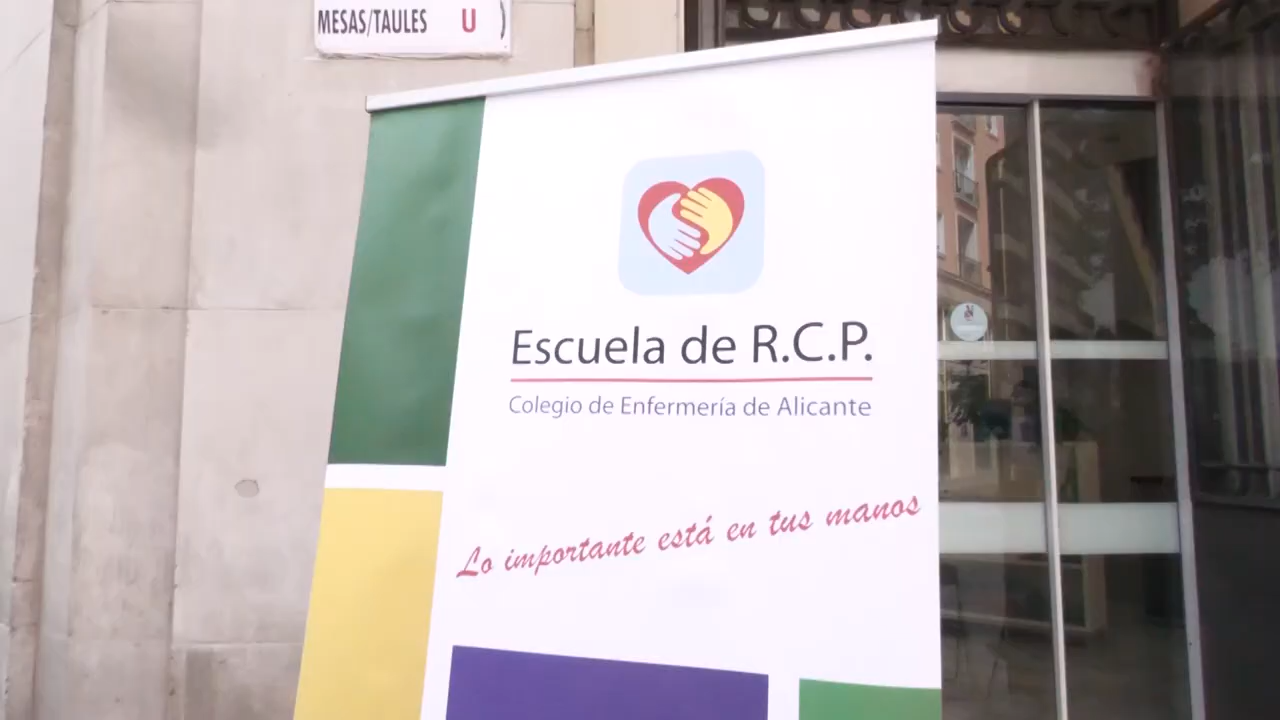 MESAS/TAULES U
Escuela de R.C.P.
Colegio de Enfermería de Alicante
Lo importante está en tus manos